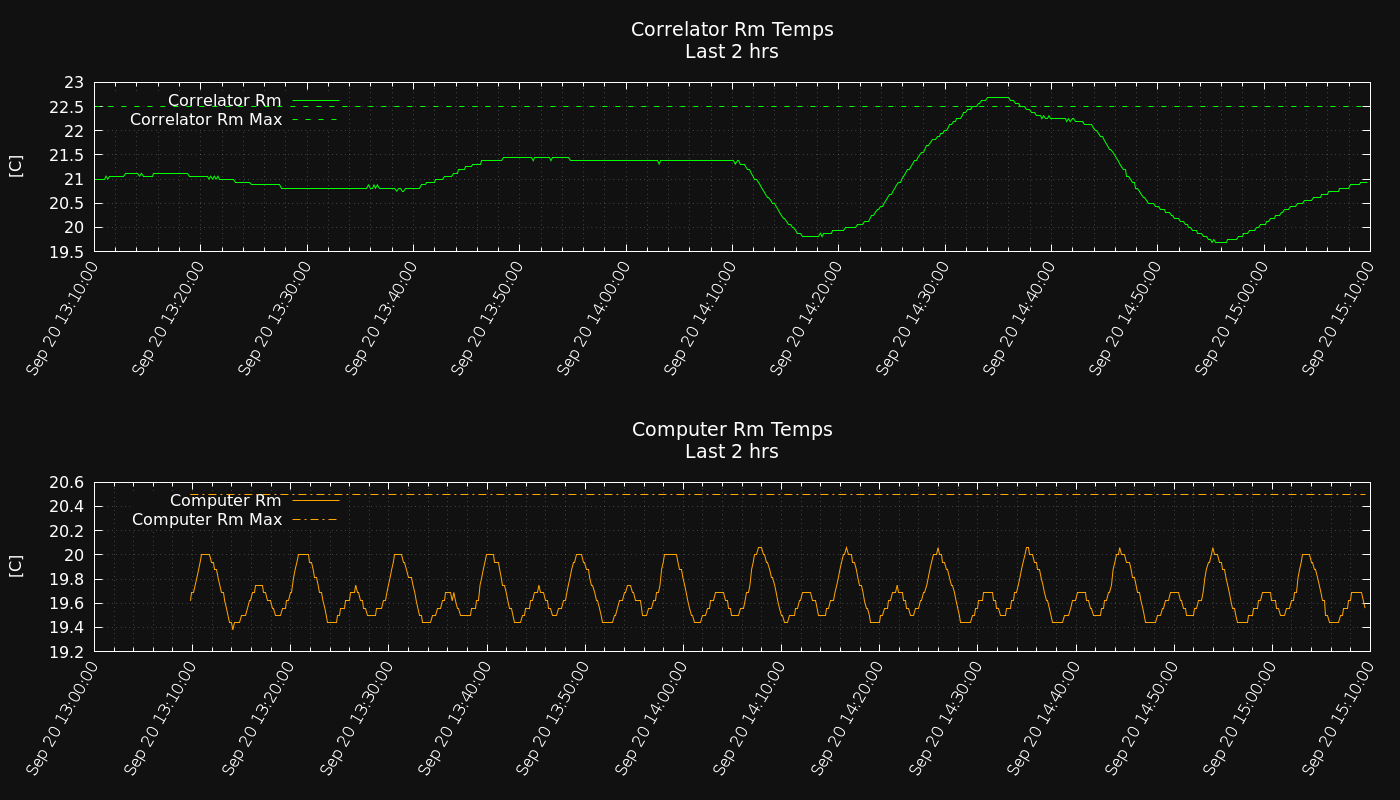 Correlator Rm Temps
Last 2 hrs
[C]
23
22.5
22
21.5
21
20.5
20
19.5
Correlator Rm
Correlator Rm Max
Sep 20 13:10:00
Sep 20 13:20:00
Sep 20 13:30:00
Sep 20 13:40:00
Sep 20 13:50:00
Sep 20 14:00:00
Sep 20 14:10:00
Sep 20 14:20:00
Sep 20 14:30:00
Sep 20 14:40:00
Sep 20 14:50:00
Sep 20 15:00:00
Sep 20 15:10:00
Computer Rm Temps
Last 2 hrs
[C]
20.6
20.4
20.2
20
19.8
19.6
19.4
19.2
Computer Rm
Computer Rm Max
Sep 20 13:00:00
Sep 20 13:10:00
Sep 20 13:20:00
Sep 20 13:30:00
Sep 20 13:40:00
Sep 20 13:50:00
Sep 20 14:00:00
Sep 20 14:10:00
Sep 20 14:20:00
Sep 20 14:30:00
Sep 20 14:40:00
Sep 20 14:50:00
Sep 20 15:00:00
Sep 20 15:10:00